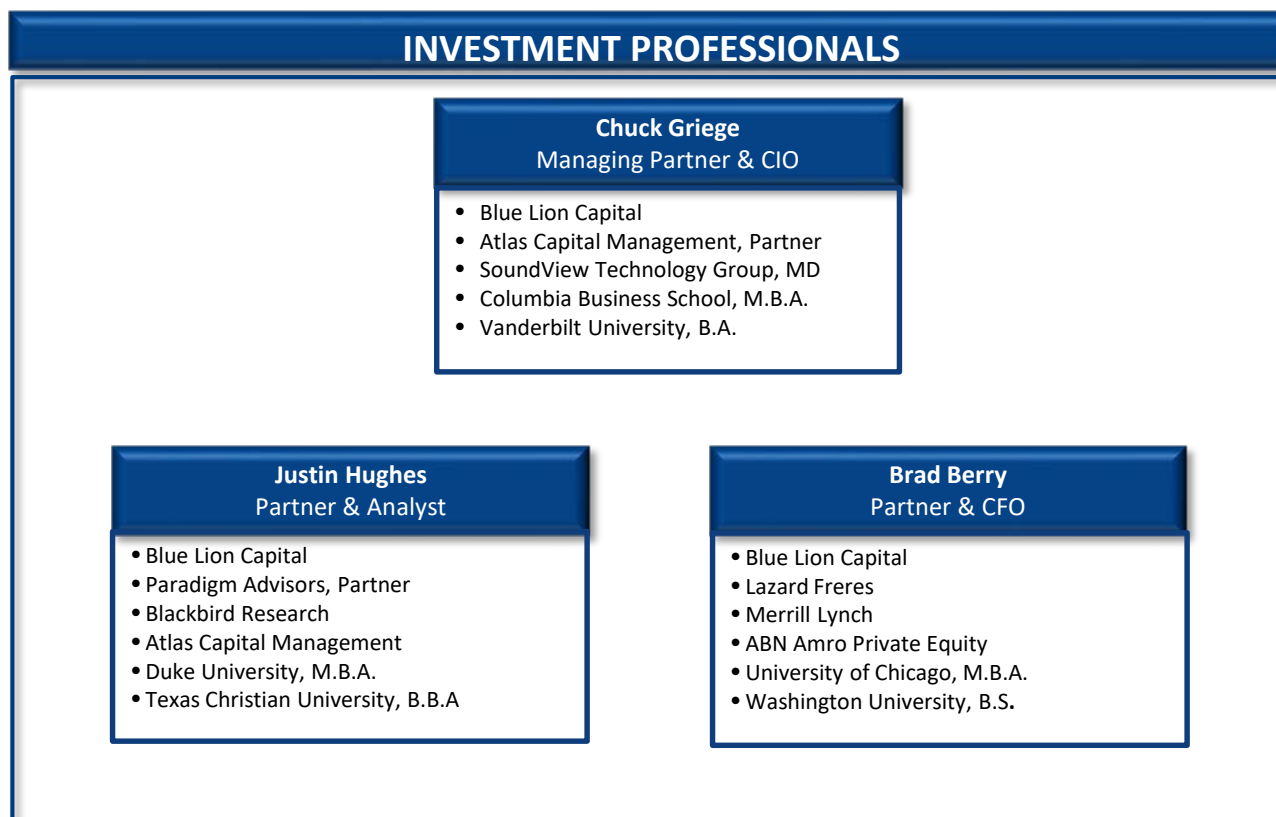 INVESTMENT PROFESSIONALS
Chuck Griege
Managing Partner & CIO
• Blue Lion Capital
• Atlas Capital Management, Partner
• SoundView Technology Group, MD
• Columbia Business School, M.B.A.
• Vanderbilt University, B.A.
Justin Hughes
Partner & Analyst
• Blue Lion Capital
• Paradigm Advisors, Partner
• Blackbird Research
• Atlas Capital Management
• Duke University, M.B.A.
• Texas Christian University, B.B.A
Brad Berry
Partner & CFO
• Blue Lion Capital
• Lazard Freres
• Merrill Lynch
• ABN Amro Private Equity
• University of Chicago, M.B.A.
• Washington University, B.S.